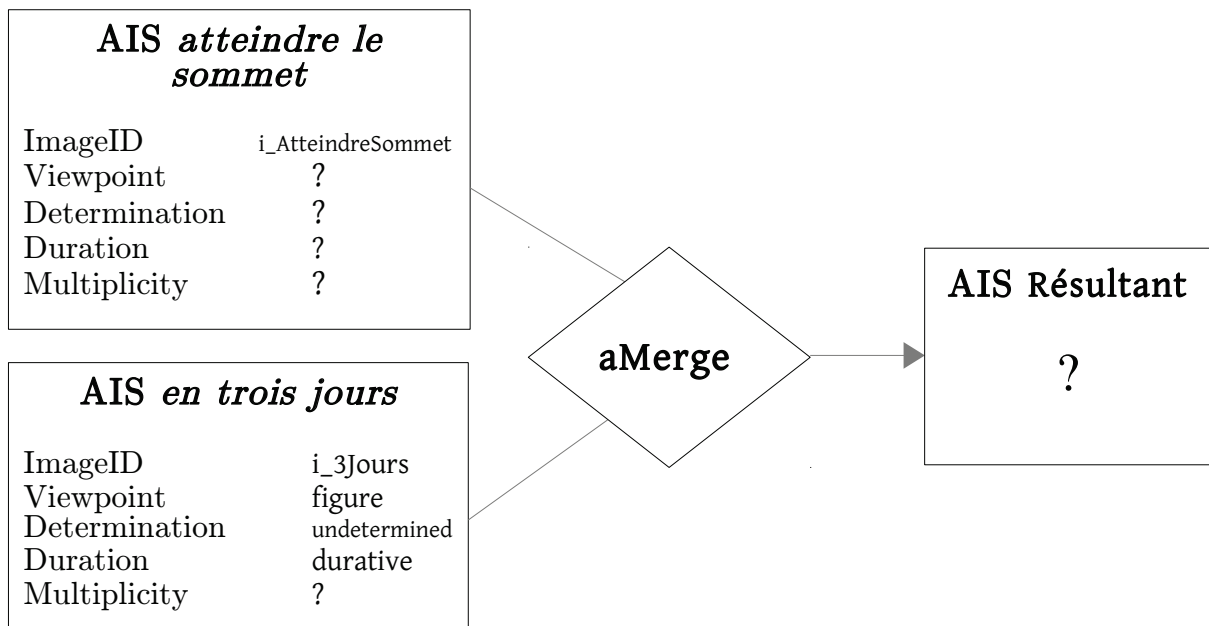 AIS atteindre le
sommet
ImageID i_AtteindreSommet
Viewpoint ?
Determination ?
Duration ?
Multiplicity ?
AIS en trois jours
ImageID i_3Jours
Viewpoint figure
Determination undetermined
Duration durative
Multiplicity ?
aMerge
AIS Résultant
?